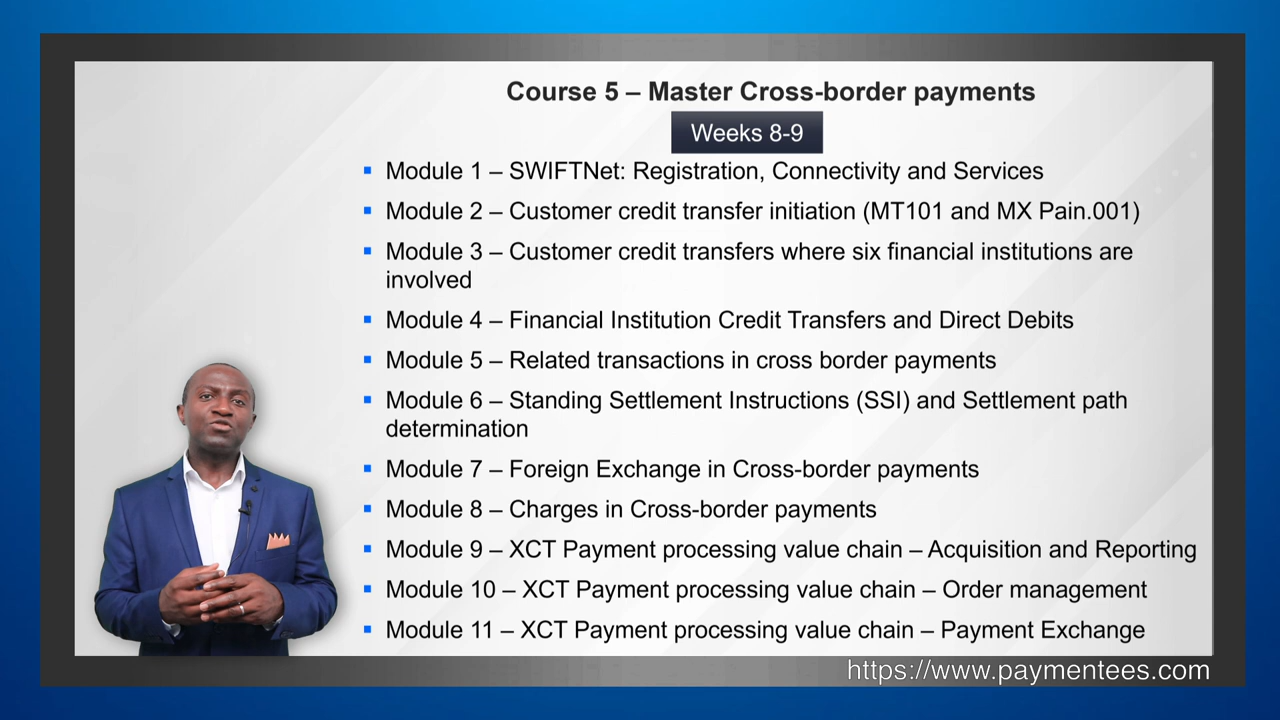 Course 5 – Master Cross-border payments
Weeks 8-9
▪ Module 1 – SWIFTNet: Registration, Connectivity and Services
▪ Module 2 – Customer credit transfer initiation (MT101 and MX Pain.001)
▪ Module 3 – Customer credit transfers where six financial institutions are
involved
▪ Module 4 – Financial Institution Credit Transfers and Direct Debits
▪ Module 5 – Related transactions in cross border payments
▪ Module 6 – Standing Settlement Instructions (SSI) and Settlement path
determination
▪ Module 7 – Foreign Exchange in Cross-border payments
▪ Module 8 – Charges in Cross-border payments
▪ Module 9 – XCT Payment processing value chain – Acquisition and Reporting
▪ Module 10 – XCT Payment processing value chain – Order management
▪ Module 11 – XCT Payment processing value chain – Payment Exchange
https://www.paymentees.com